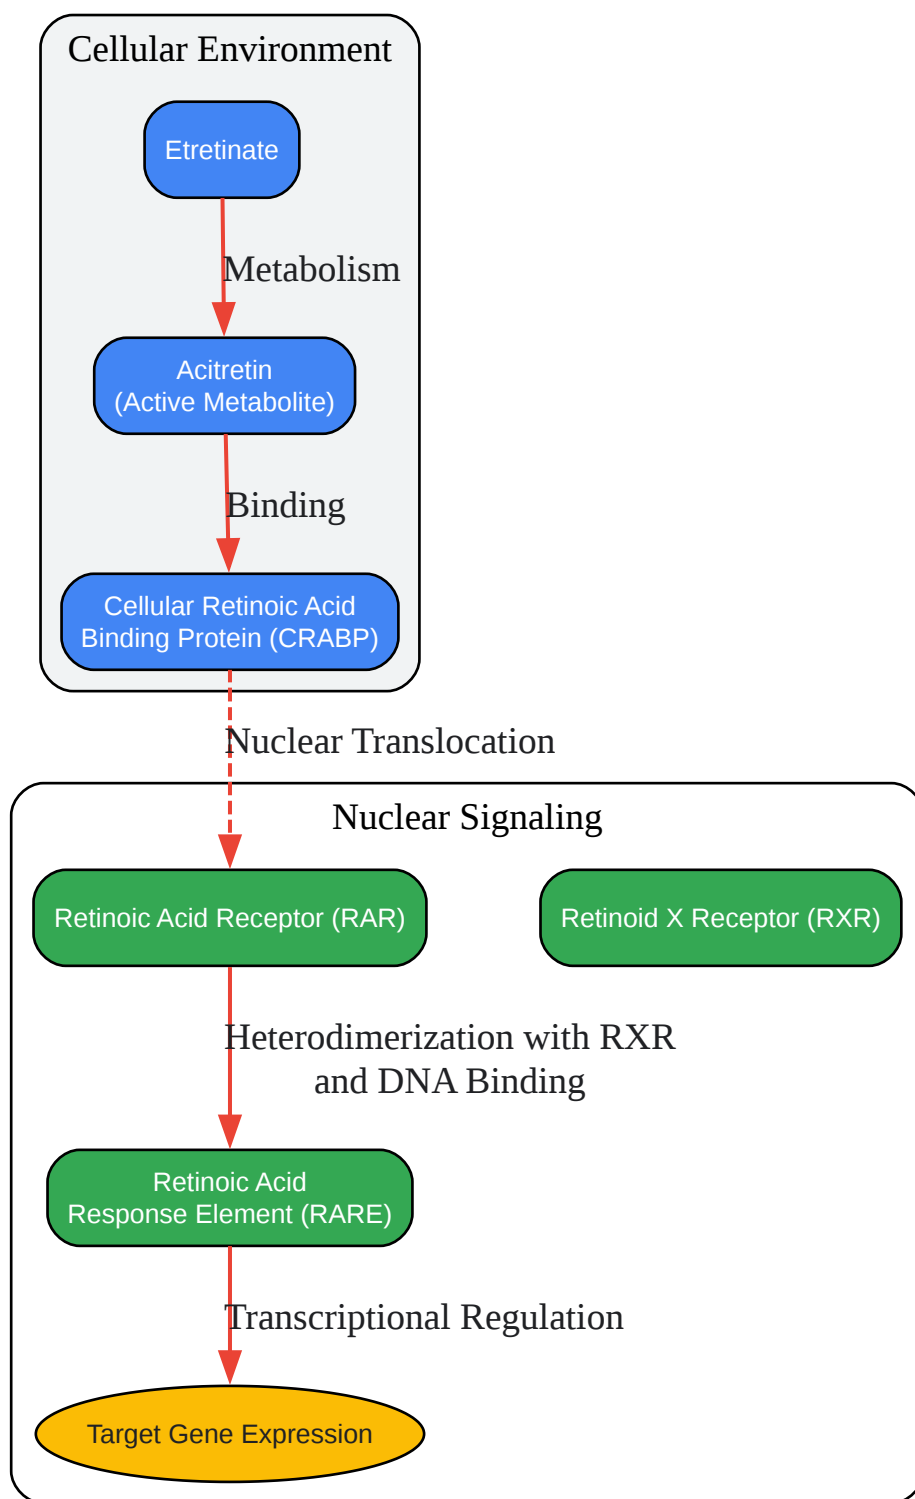 Cellular Environment
Etretinate
Metabolism
Acitretin
(Active Metabolite)
Binding
Cellular Retinoic Acid
Binding Protein (CRABP)
Nuclear Translocation
Nuclear Signaling
Retinoic Acid Receptor (RAR)
Retinoid X Receptor (RXR)
Heterodimerization with RXR
and DNA Binding
Retinoic Acid
Response Element (RARE)
Transcriptional Regulation
Target Gene Expression